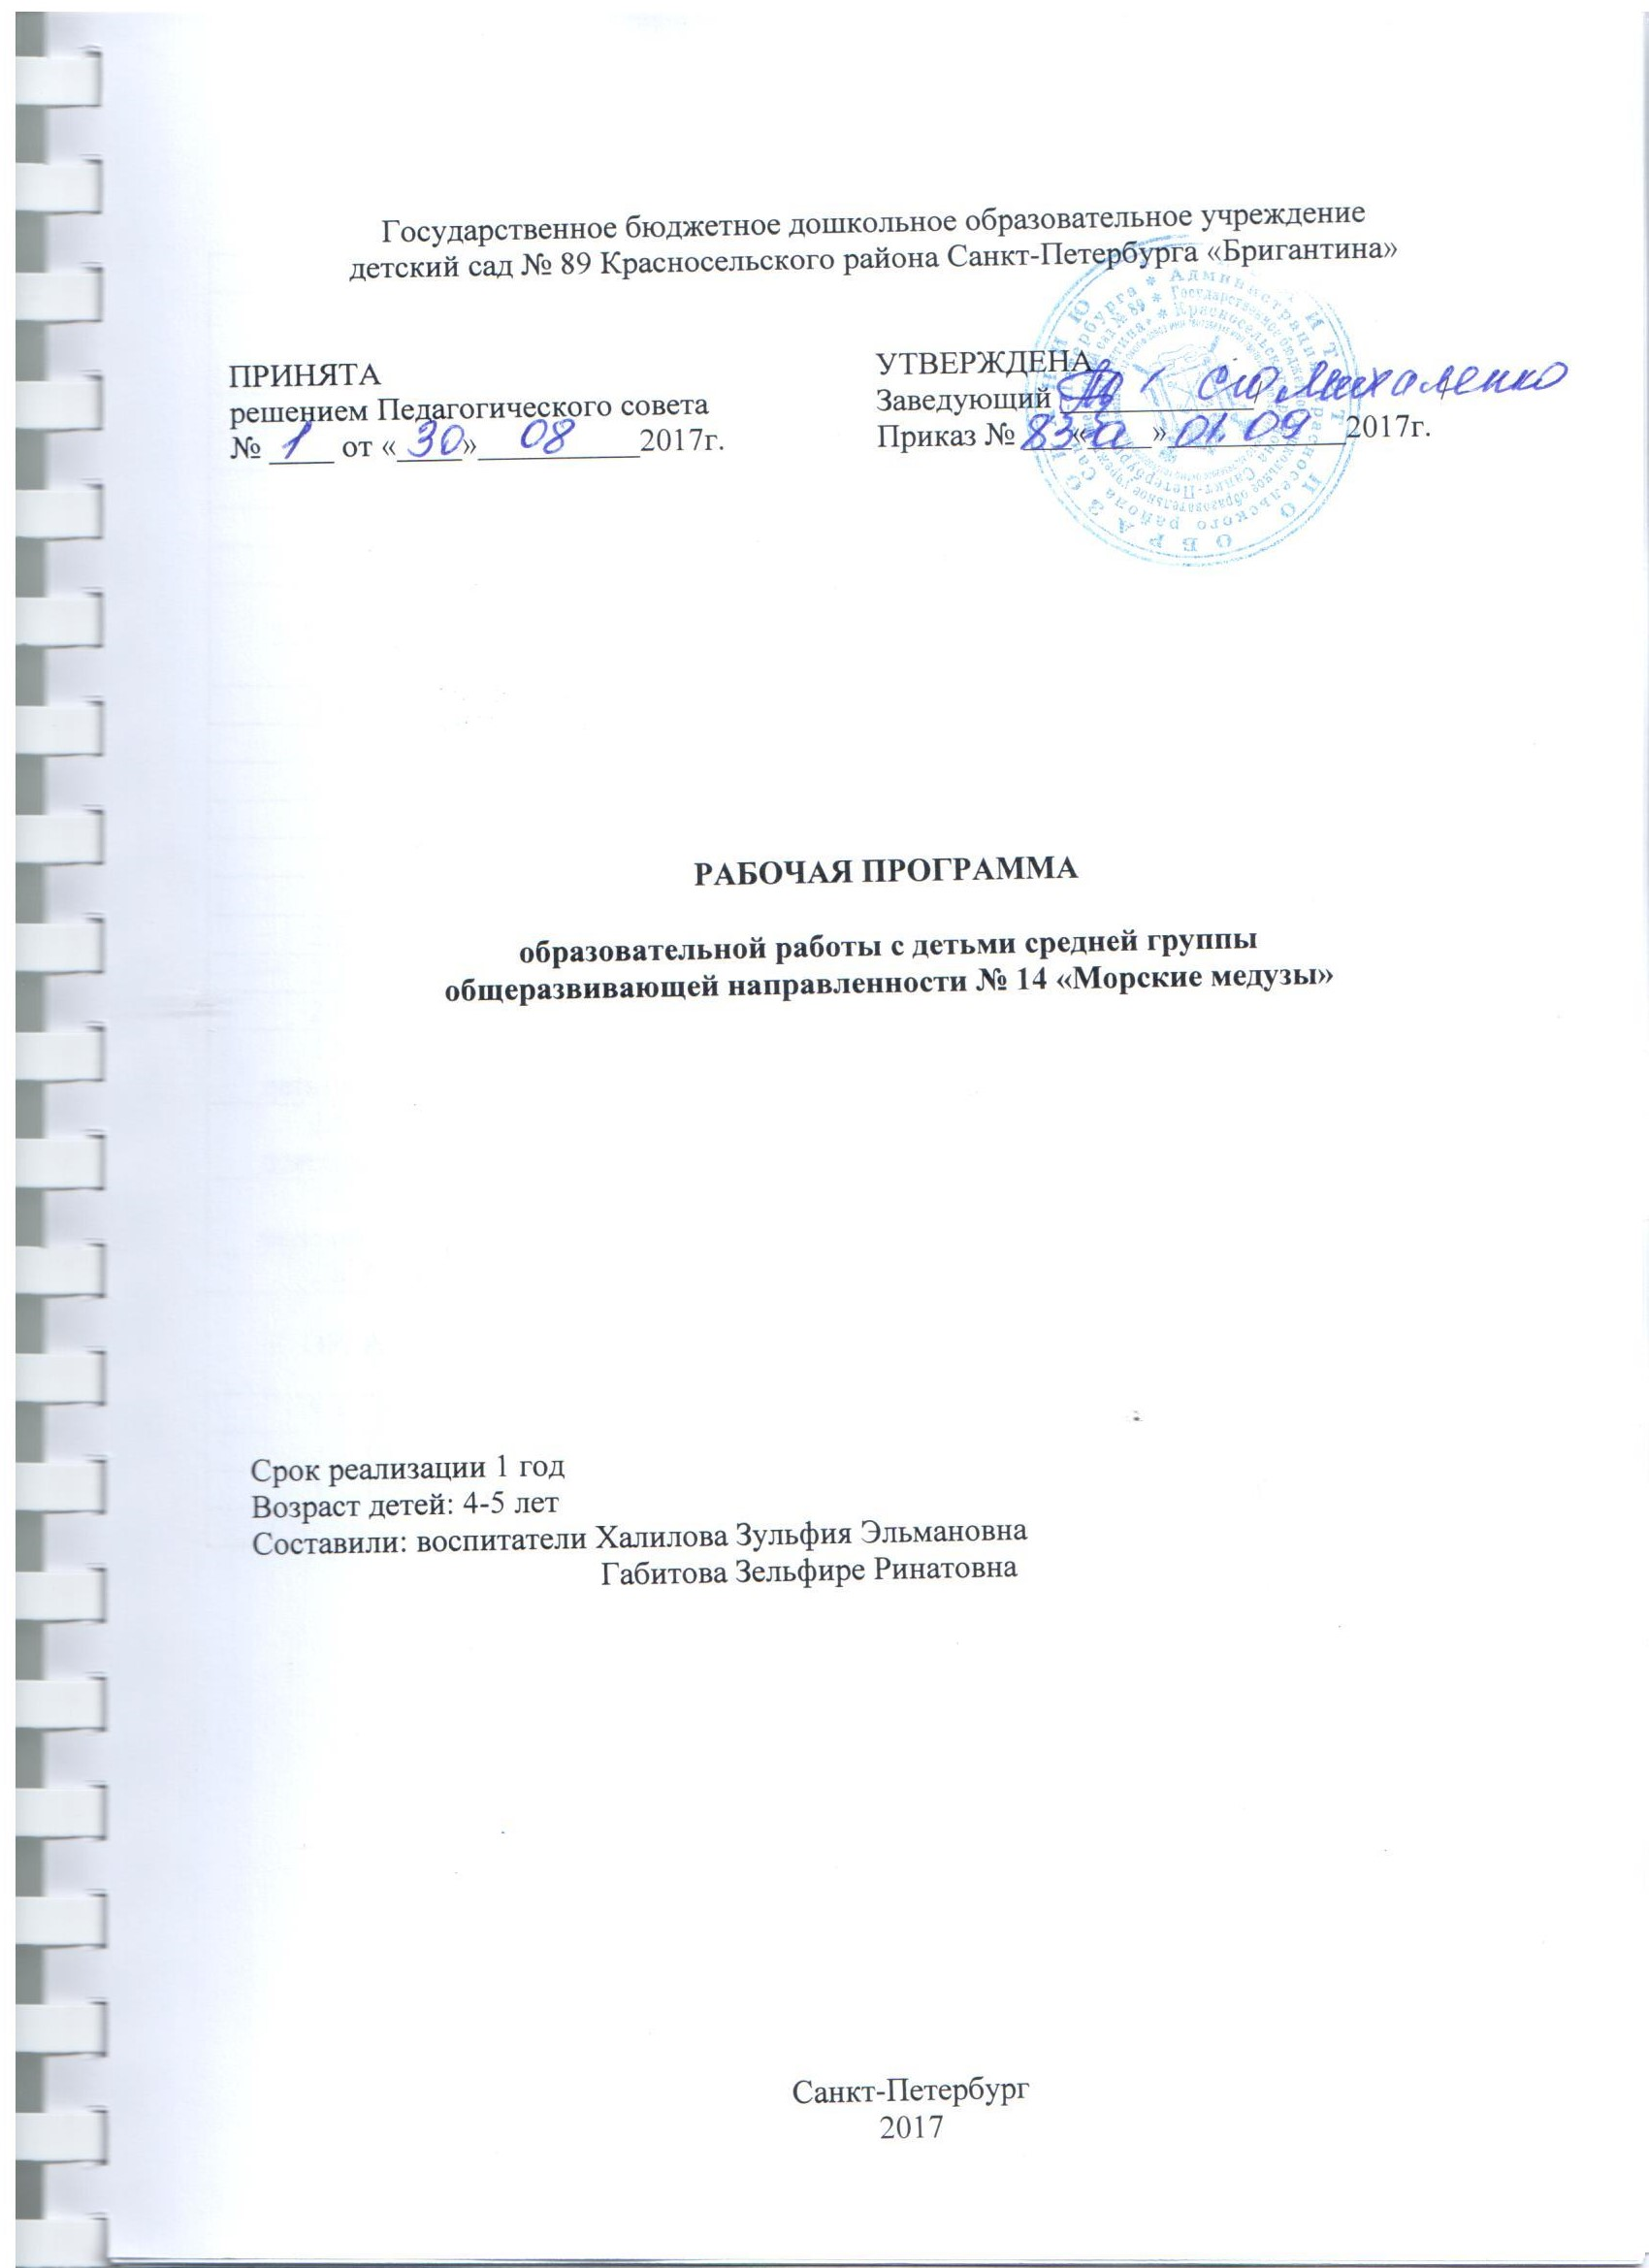 Государственное бюджетное дошкольное образовательное учреждение
детский сад № 89 Красносельского района Санкт-Петербурга «Бригантина»
ПРИНЯТА
решением Педагогического совета
№ 1 от «30» 08 2017г.
УТВЕРЖДЕНА
Заведующий / Михаленко
Приказ № 83 «а» 01.09 2017г.
РАБОЧАЯ ПРОГРАММА
образовательной работы с детьми средней группы
общеразвивающей направленности № 14 «Морские медузы»
Срок реализации 1 год
Возраст детей: 4-5 лет
Составили: воспитатели Халилова Зульфия Эльмановна
Габитова Зельфире Ринатовна
Санкт-Петербург
2017